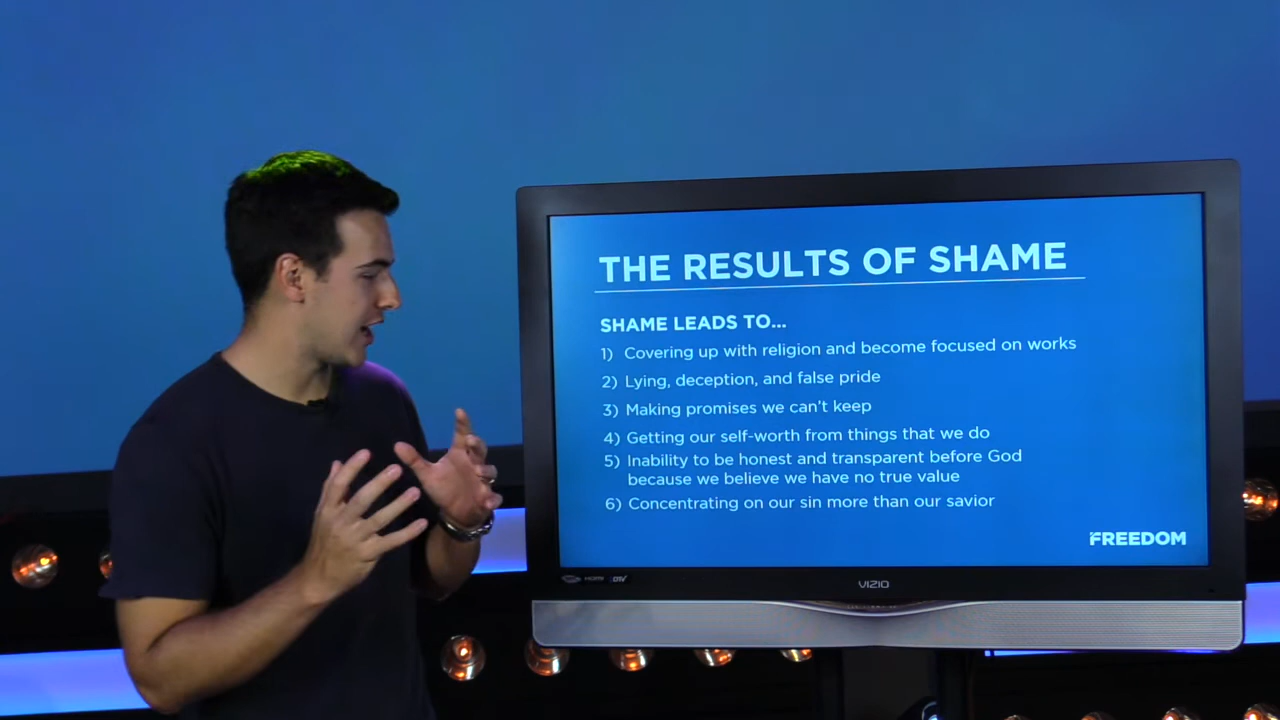 THE RESULTS OF SHAME
SHAME LEADS TO...
1) Covering up with religion and become focused on works
2) Lying, deception, and false pride
3) Making promises we can't keep
4) Getting our self-worth from things that we do
5) Inability to be honest and transparent before God
because we believe we have no true value
6) Concentrating on our sin more than our savior
FREEDOM
HDMI DTV
VIZIO